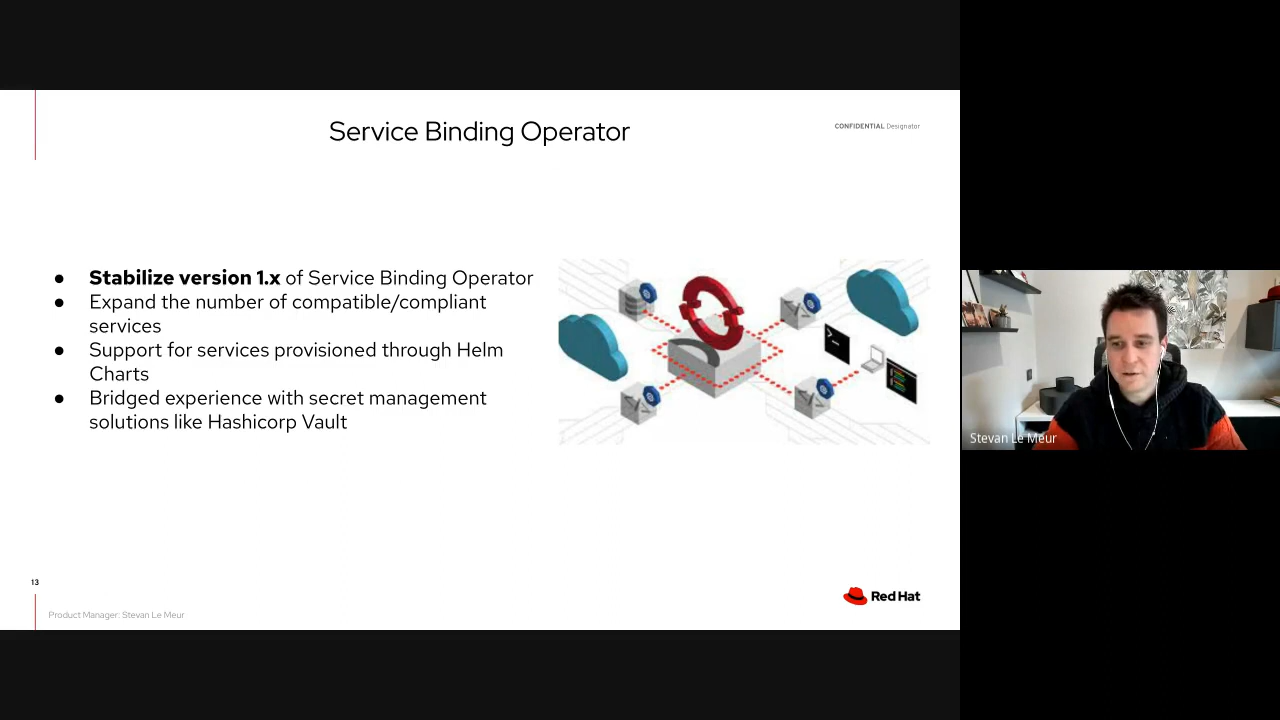 Service Binding Operator
CONFIDENTIAL Designator
● Stabilize version 1.x of Service Binding Operator
● Expand the number of compatible/compliant
services
● Support for services provisioned through Helm
Charts
● Bridged experience with secret management
solutions like Hashicorp Vault
</>
</>
</>
>_
13
Product Manager: Stevan Le Meur
Red Hat
Stevan Le Meur